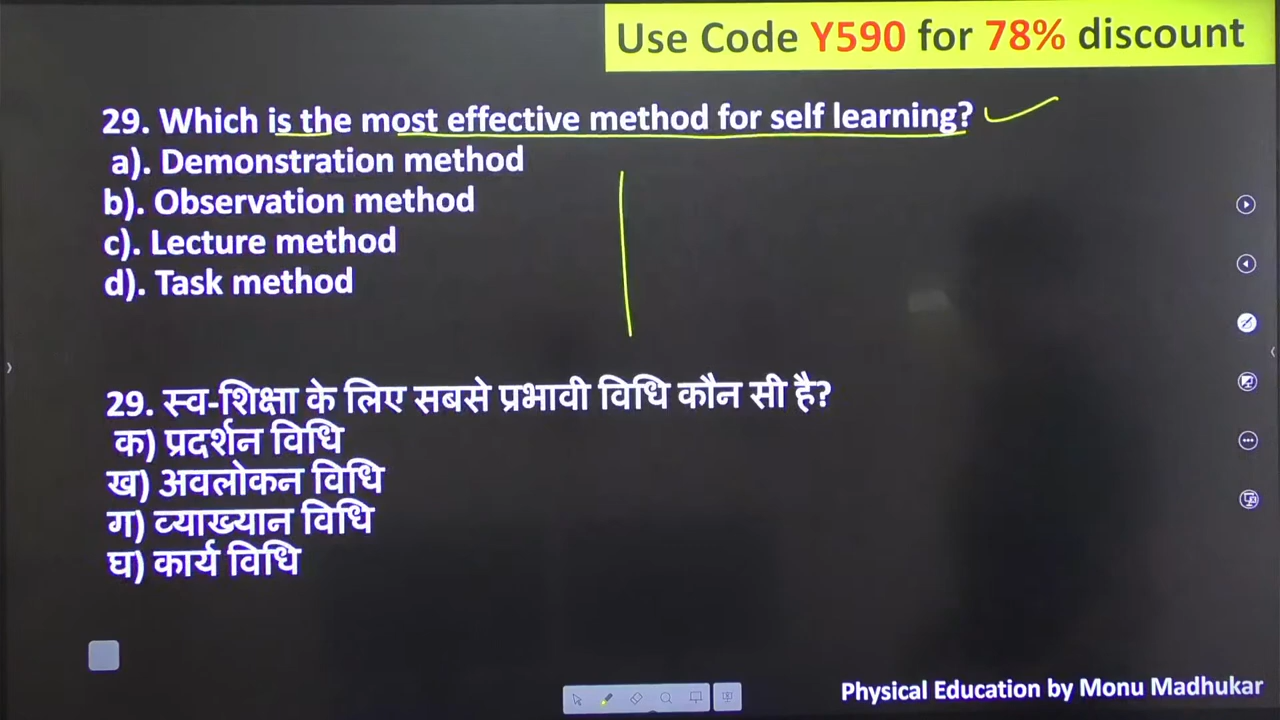 Use Code Y590 for 78% discount
29. Which is the most effective method for self learning?
a). Demonstration method
b). Observation method
c). Lecture method
d). Task method
29. स्व-शिक्षा के लिए सबसे प्रभावी विधि कौन सी है?
क) प्रदर्शन विधि
ख) अवलोकन विधि
ग) व्याख्यान विधि
घ) कार्य विधि
Physical Education by Monu Madhukar